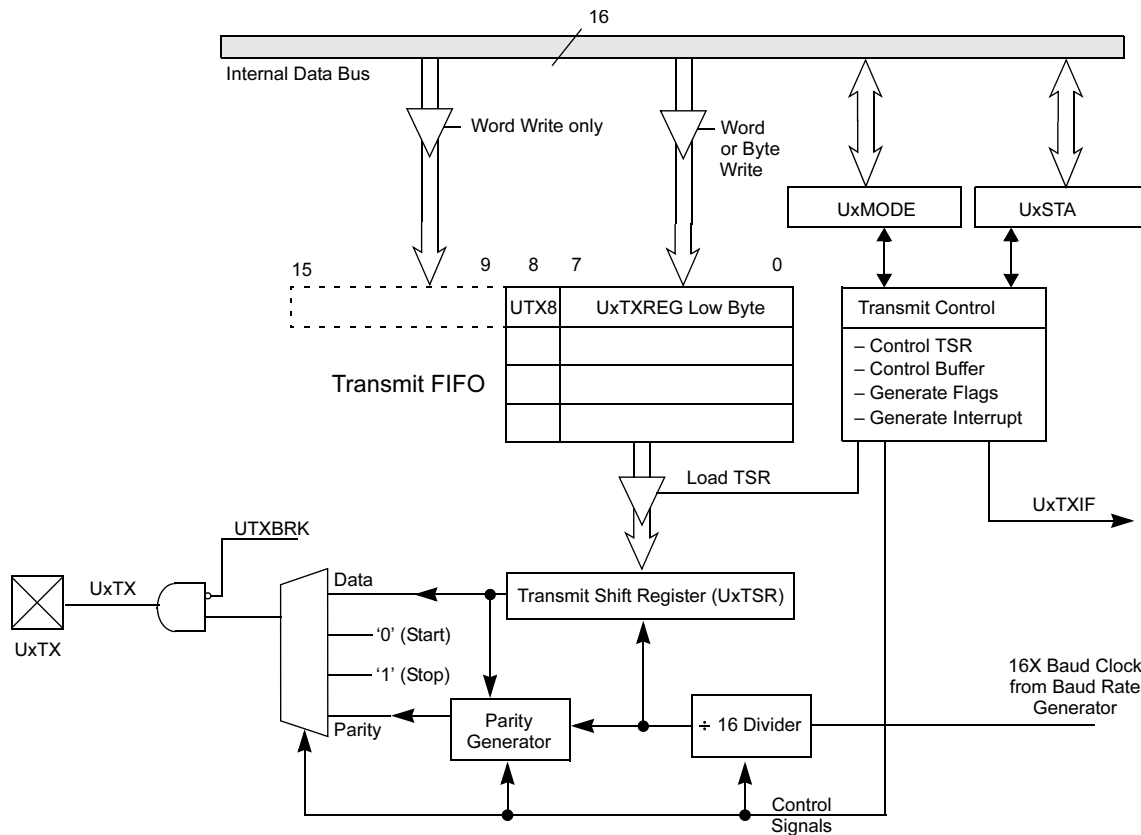 16
Internal Data Bus
Word Write only
Word
or Byte
Write
UxMODE
UxSTA
15
9
8
7
0
UTX8
UxTXREG Low Byte
Transmit Control
– Control TSR
– Control Buffer
– Generate Flags
– Generate Interrupt
Transmit FIFO
Load TSR
UxTXIF
UTXBRK
UxTX
UxTX
Data
Transmit Shift Register (UxTSR)
‘0’ (Start)
‘1’ (Stop)
Parity
Parity
Generator
÷ 16 Divider
16X Baud Clock
from Baud Rate
Generator
Control
Signals